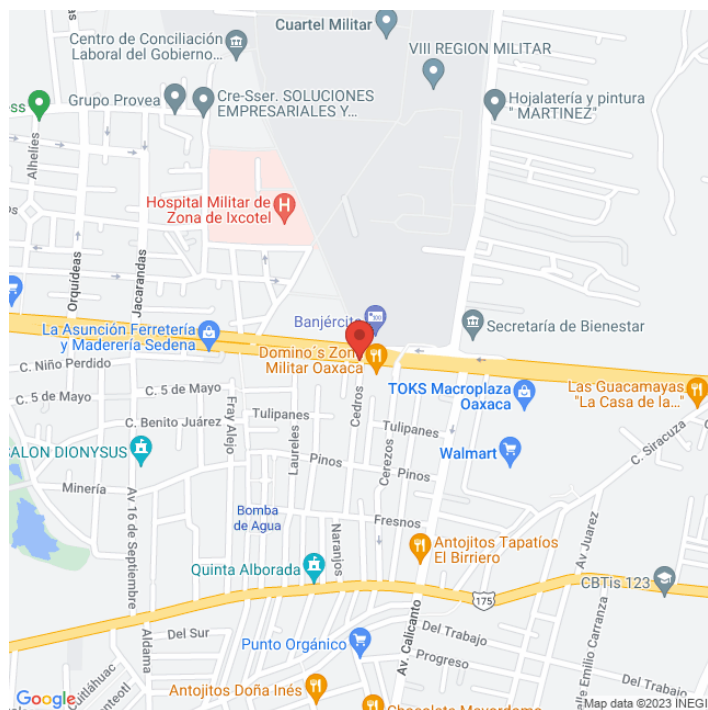 Cuartel Militar
Centro de Conciliación
Laboral del Gobierno...
VIII REGION MILITAR
Grupo Provea
Cre-Sser. SOLUCIONES
EMPRESARIALES Y...
Hojalatería y pintura
" MARTINEZ"
ess
Alhelíes
Hospital Militar de
Zona de Ixcotel
os
Orquídeas
Jacarandas
Banjército
La Asunción Ferretería
y Maderería Sedena
Secretaría de Bienestar
C. Niño Perdido
Domino´s Zona
Militar Oaxaca
C. 5 de Mayo
C. 5 de Mayo
TOKS Macroplaza
Oaxaca
Las Guacamayas
"La Casa de la..."
Fray Alejo
Tulipanes
Cedros
C. Benito Juárez
Laureles
Tulipanes
C. Siracuza
SALON DIONYSUS
Pinos
Cerezos
Walmart
Pinos
Minería
Av 16 de Septiembre
Bomba
de Agua
Fresnos
Naranjos
Antojitos Tapatíos
El Birriero
Av Juarez
Quinta Alborada
CBTis 123
175
Del Sur
Aldama
Punto Orgánico
Av. Calicanto
Del Trabajo
Calle Emilio Carranza
Progreso
Cuitláhuac
Antojitos Doña Inés
Del Trabajo
Google
Map data ©2023 INEGI